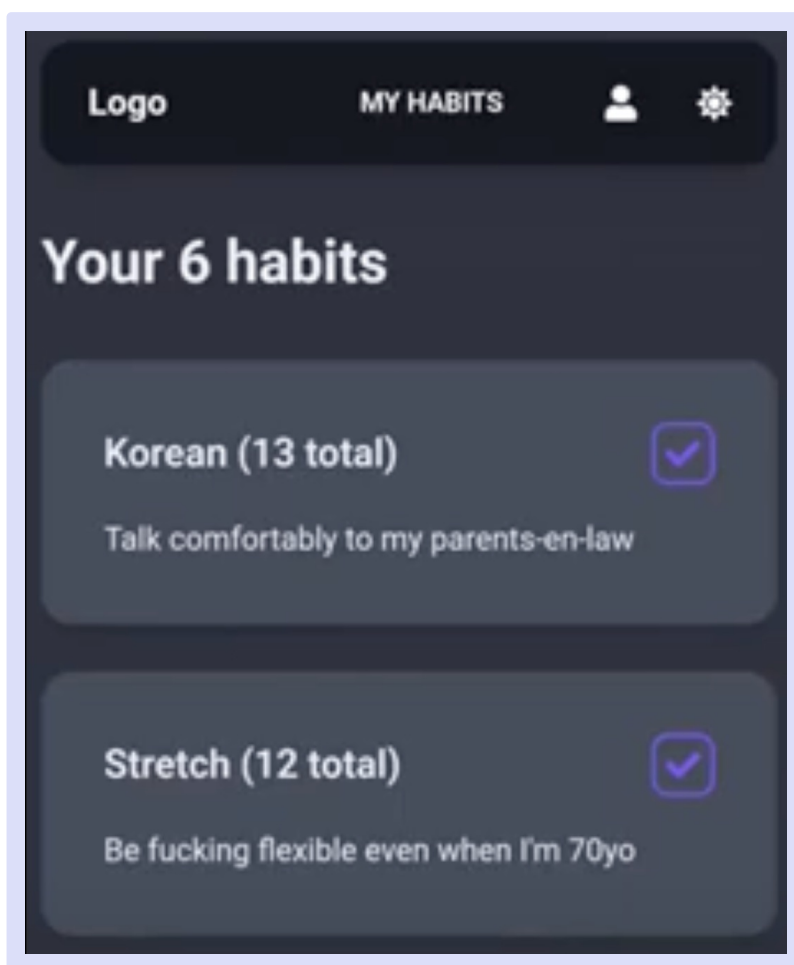 Logo
MY HABITS
Your 6 habits
Korean (13 total)
Talk comfortably to my parents-en-law
Stretch (12 total)
Be fucking flexible even when I'm 70yo